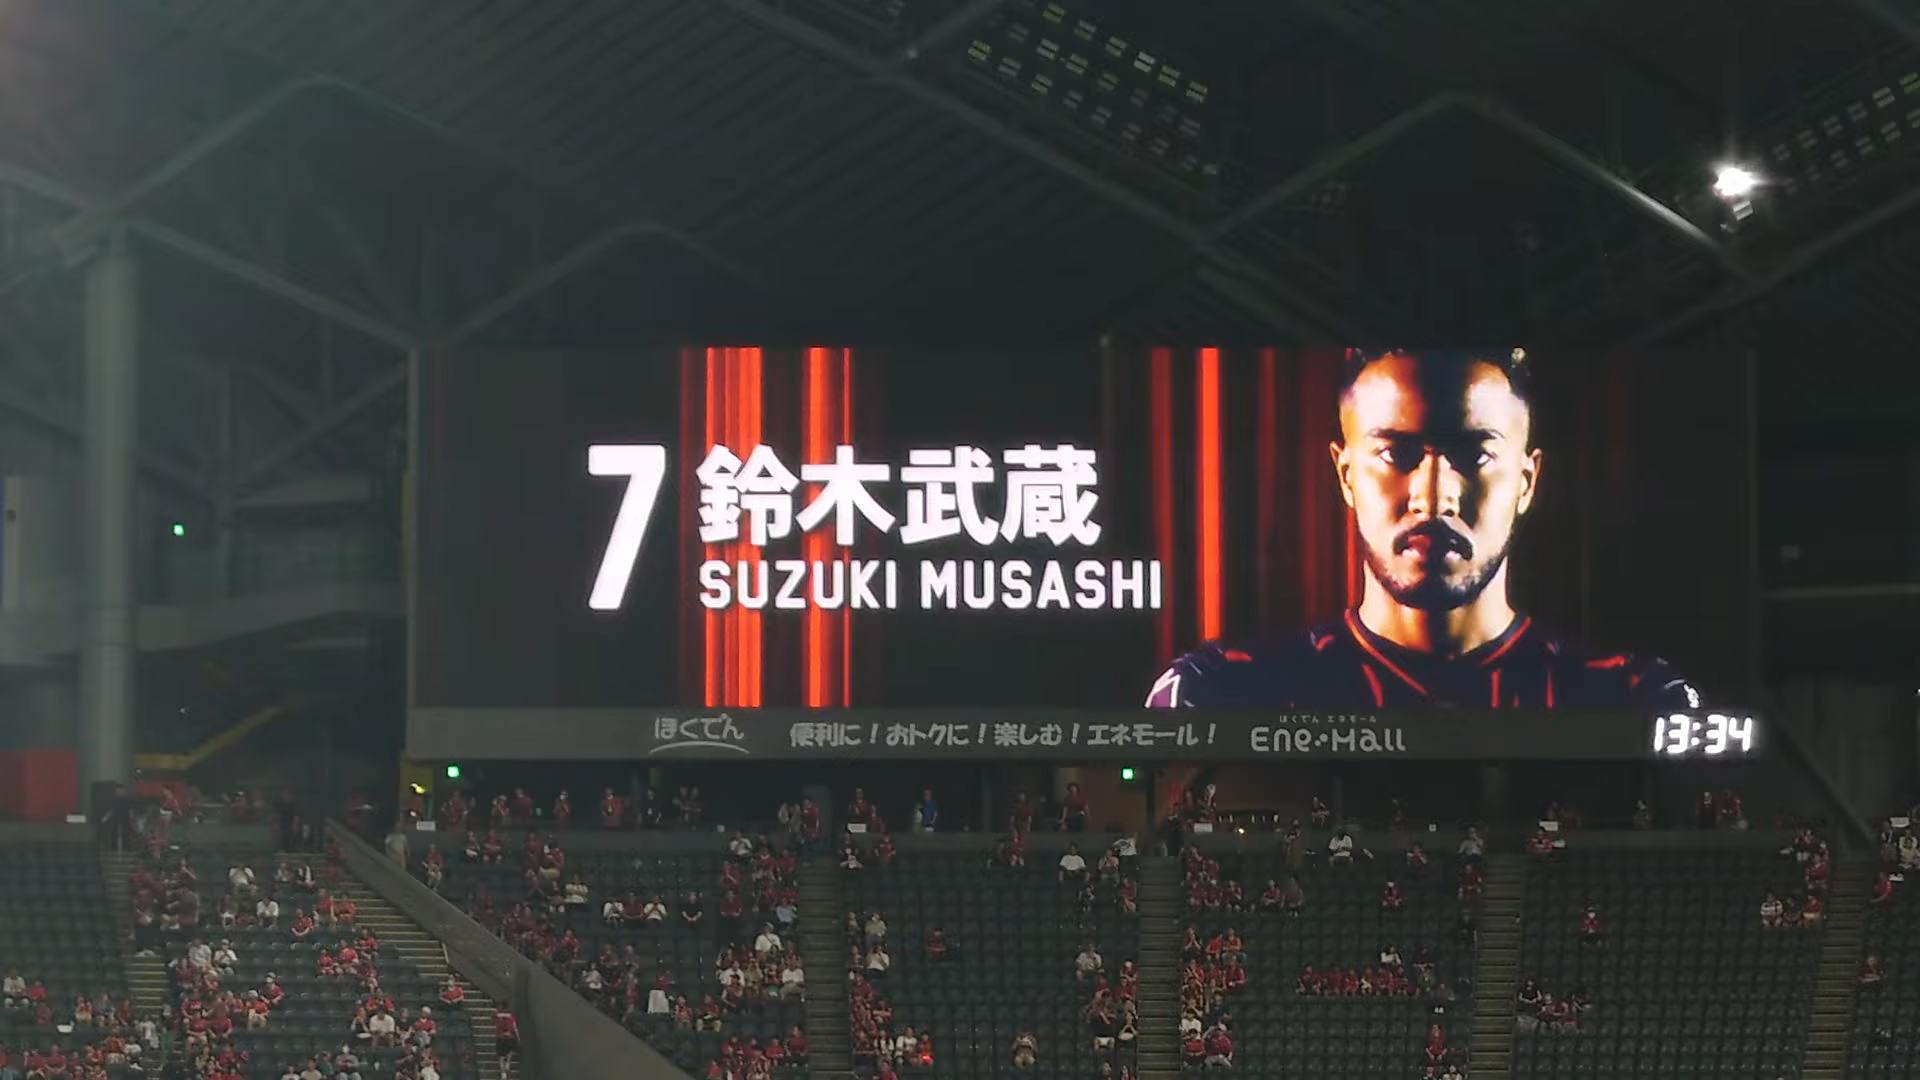 7
鈴木武蔵
SUZUKI MUSASHI
ほくでん
便利に!おトクに!楽しむ!エネモール!
ほくでん エネモール
Ene・Mall
13:34